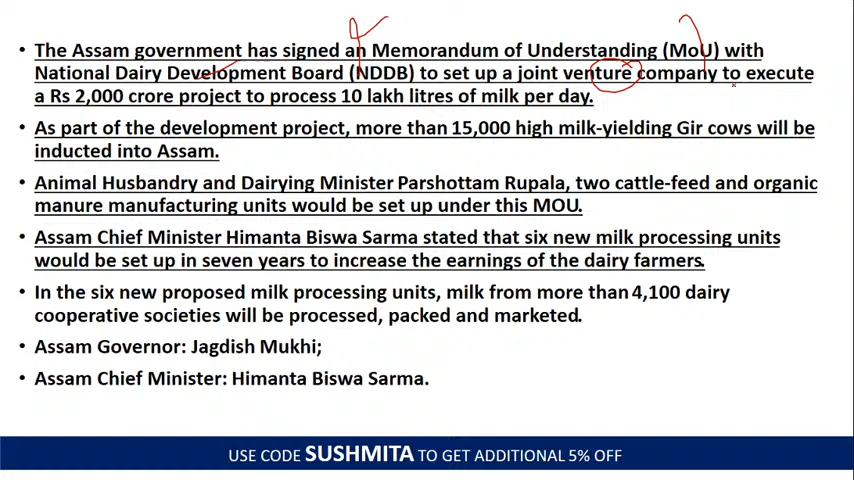 • The Assam government has signed an Memorandum of Understanding (MoU) with
National Dairy Development Board (NDDB) to set up a joint venture company to execute
a Rs 2,000 crore project to process 10 lakh litres of milk per day.
• As part of the development project, more than 15,000 high milk-yielding Gir cows will be
inducted into Assam.
• Animal Husbandry and Dairying Minister Parshottam Rupala, two cattle-feed and organic
manure manufacturing units would be set up under this MOU.
• Assam Chief Minister Himanta Biswa Sarma stated that six new milk processing units
would be set up in seven years to increase the earnings of the dairy farmers.
• In the six new proposed milk processing units, milk from more than 4,100 dairy
cooperative societies will be processed, packed and marketed.
• Assam Governor: Jagdish Mukhi;
• Assam Chief Minister: Himanta Biswa Sarma.
USE CODE SUSHMITA TO GET ADDITIONAL 5% OFF